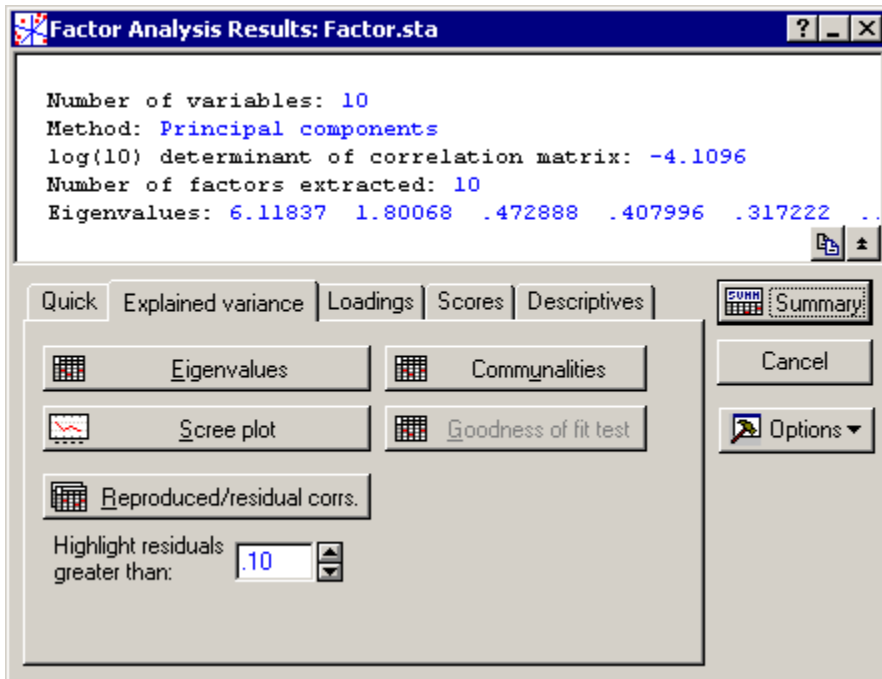 Factor Analysis Results: Factor.sta
Number of variables: 10
Method: Principal components
log(10) determinant of correlation matrix: -4.1096
Number of factors extracted: 10
Eigenvalues: 6.11837 1.80068 .472888 .407996 .317222 ..
Quick Explained variance Loadings Scores Descriptives
SUMM Summary
Eigenvalues Communalities
Cancel
Scree plot Goodness of fit test
Options
Reproduced/residual corrs.
Highlight residuals
greater than: .10